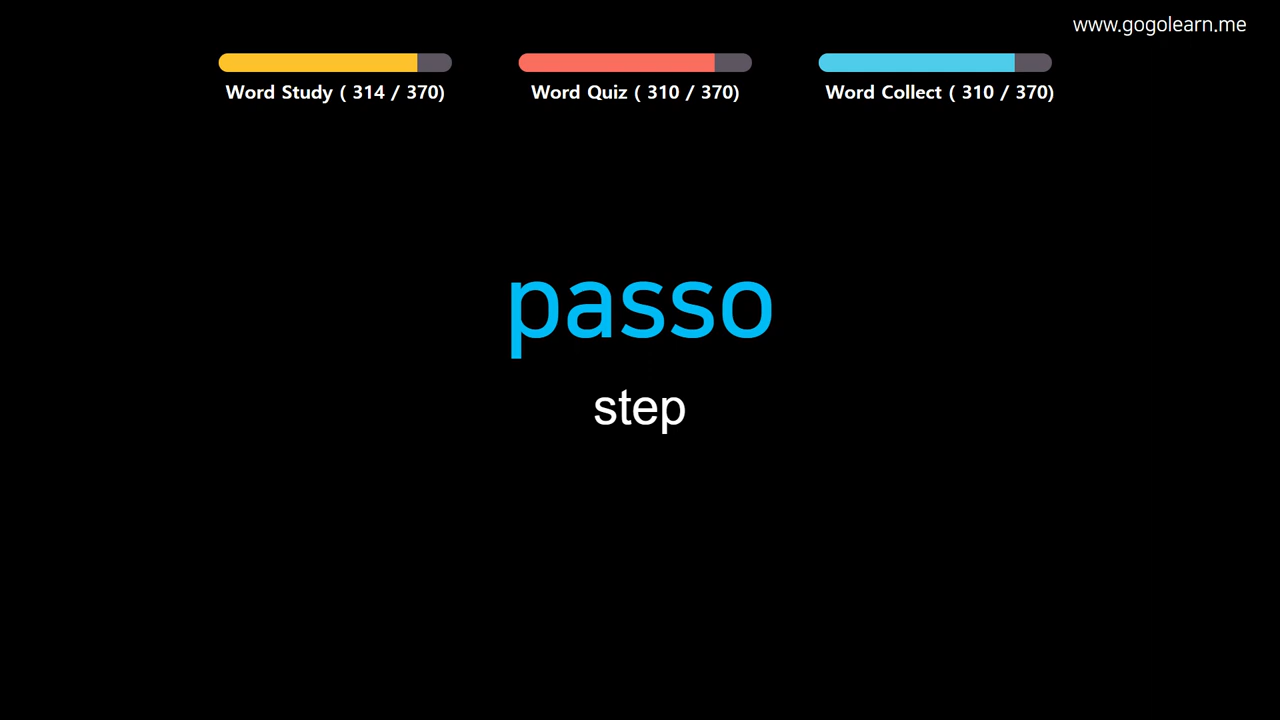 www.gogolearn.me
Word Study ( 314 / 370)
Word Quiz ( 310 / 370)
Word Collect ( 310 / 370)
passo
step